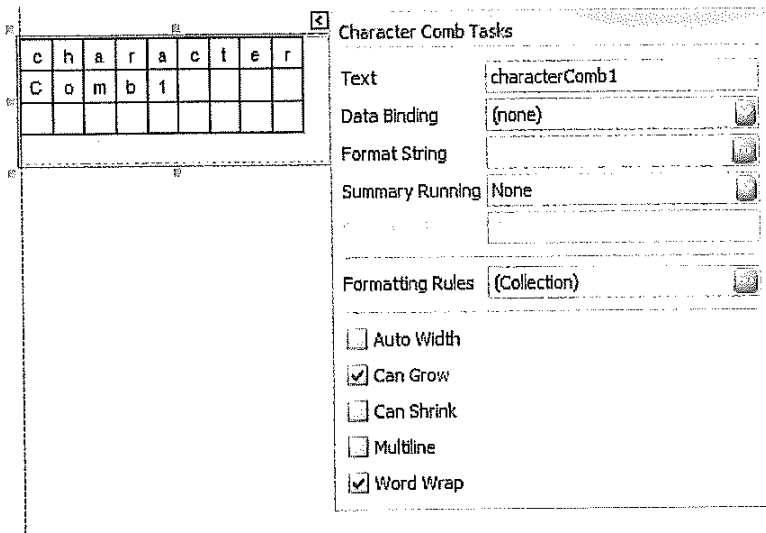 c h a r a c t e r
C o m b 1
Character Comb Tasks
Text characterComb1
Data Binding (none)
Format String
Summary Running None
Formatting Rules (Collection)
Auto Width
Can Grow
Can Shrink
Multiline
Word Wrap